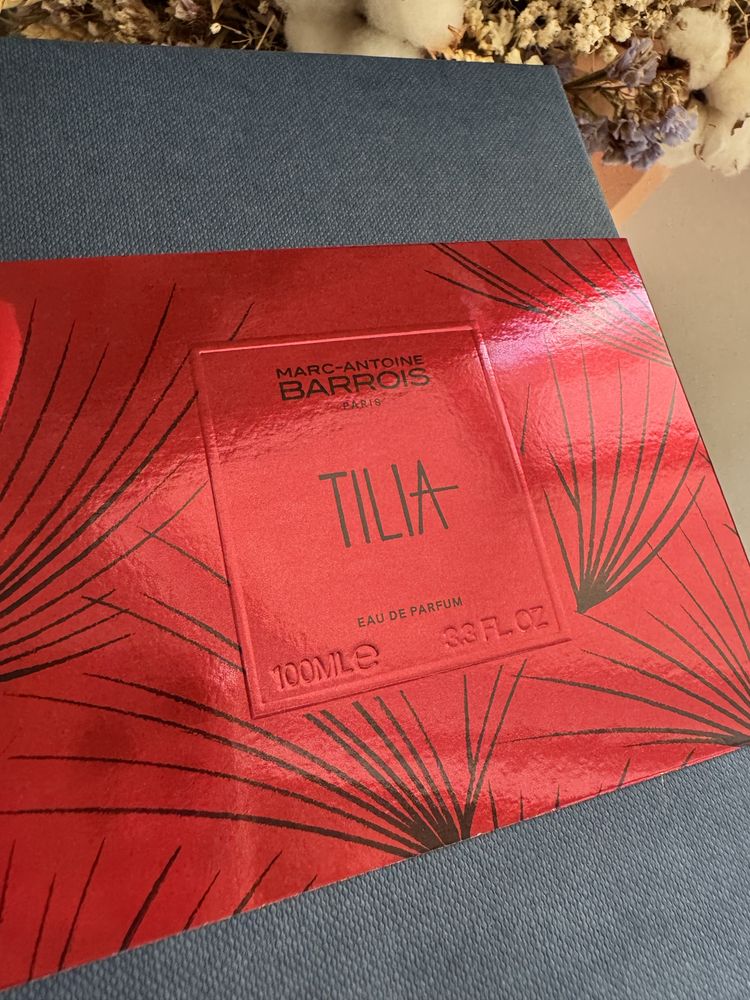 MARC-ANTOINE
BARROIS
PARIS
TILIA
EAU DE PARFUM
100ML℮ 3.3 FL. OZ